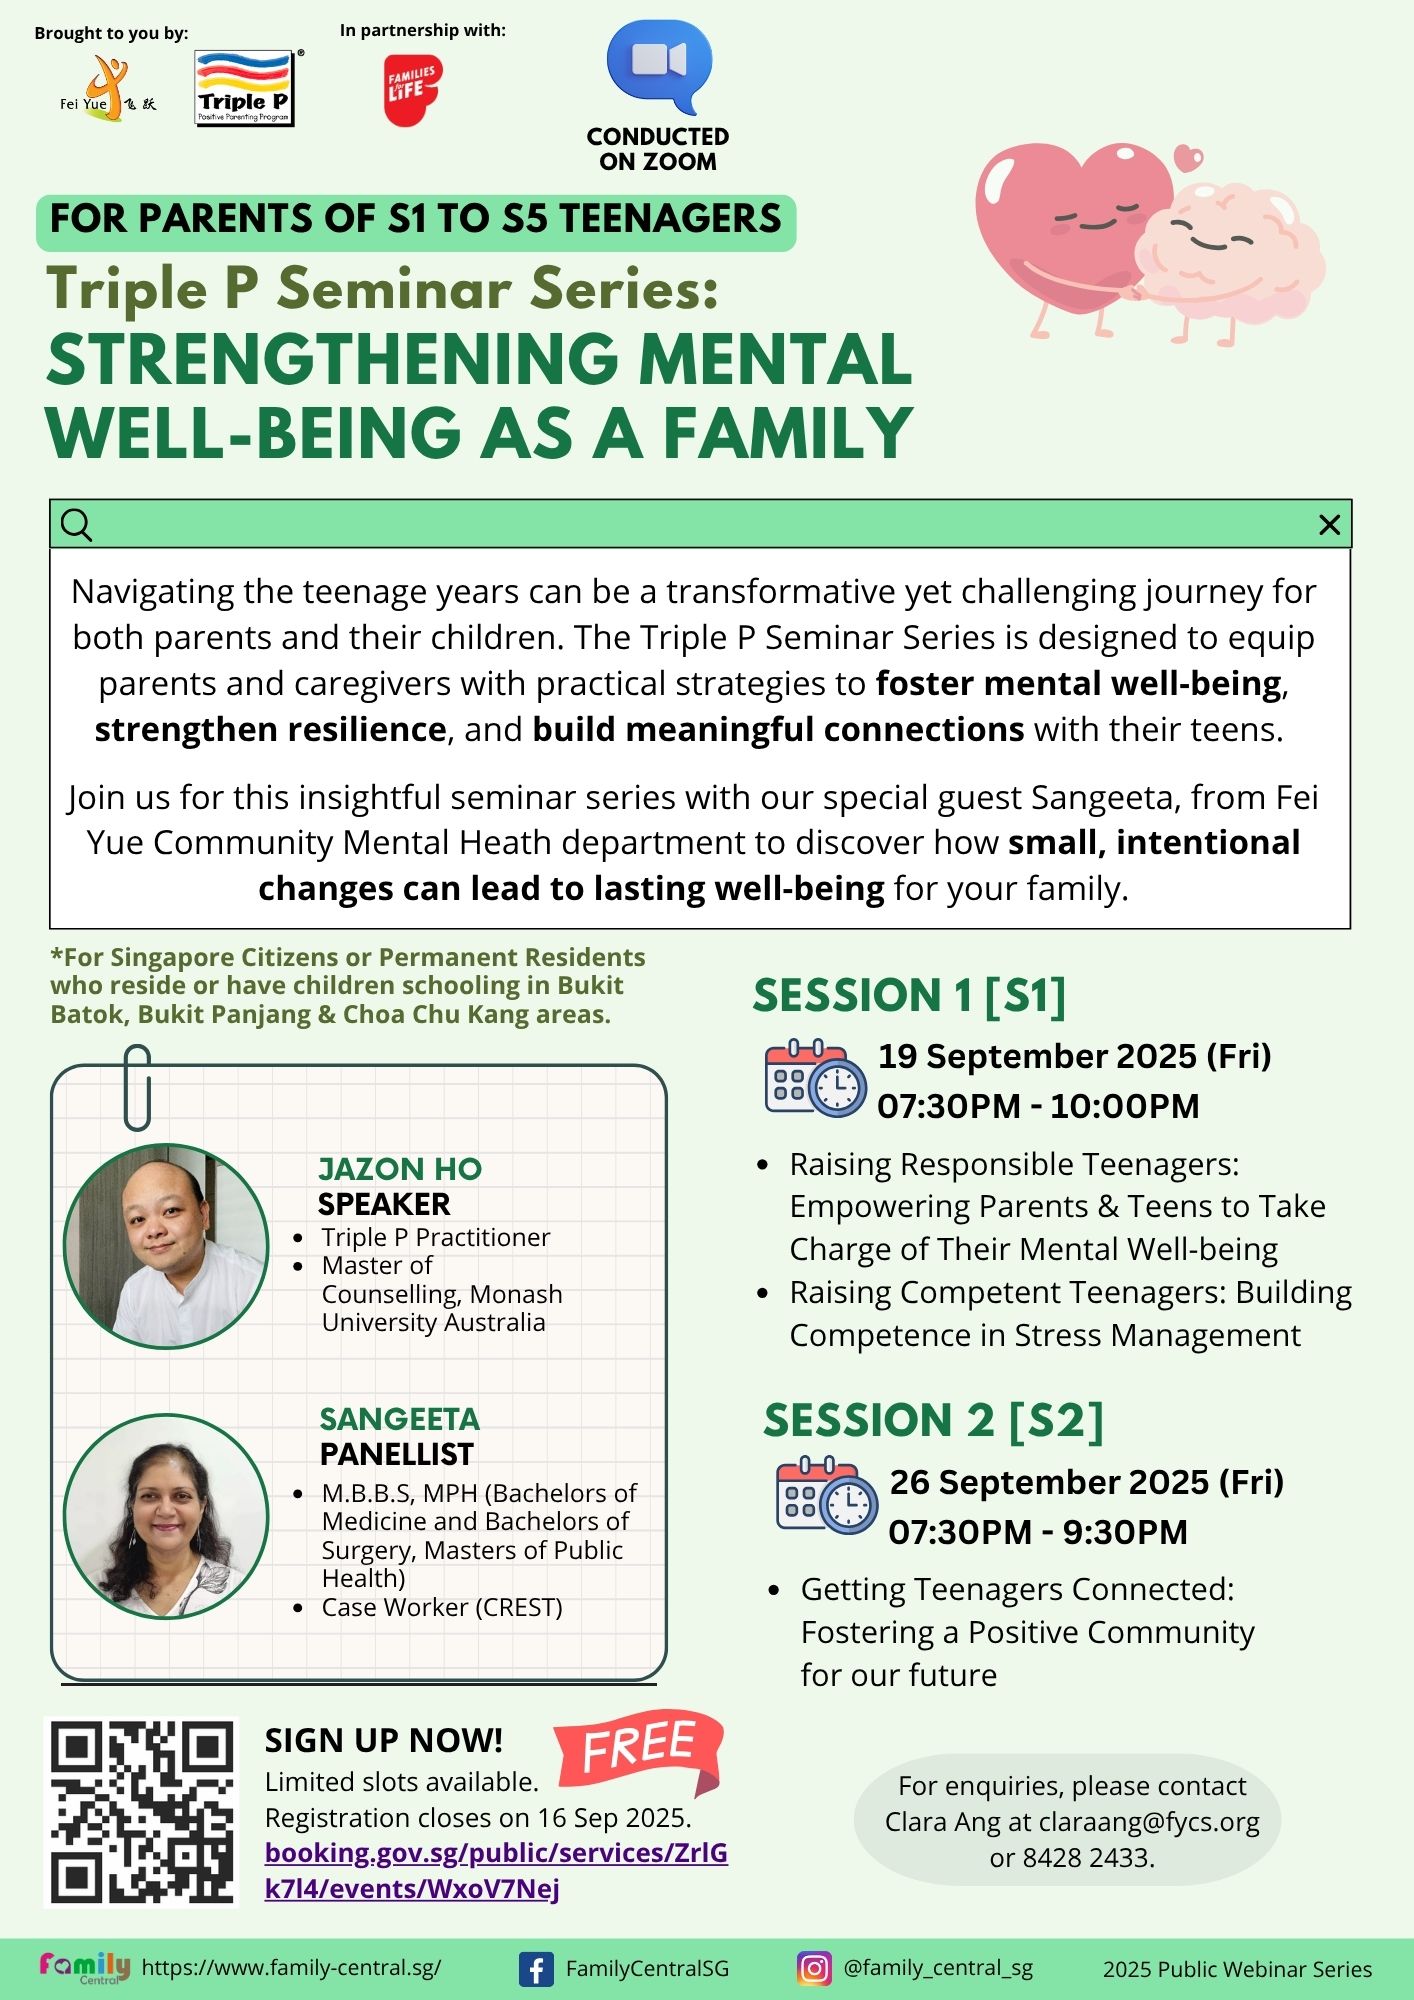 Brought to you by:
In partnership with:
Fei Yue 飞跃
Triple P
®
Positive Parenting Program
FAMILIES
for
LIFE
CONDUCTED
ON ZOOM
FOR PARENTS OF S1 TO S5 TEENAGERS
Triple P Seminar Series:
STRENGTHENING MENTAL
WELL-BEING AS A FAMILY
Navigating the teenage years can be a transformative yet challenging journey for
both parents and their children. The Triple P Seminar Series is designed to equip
parents and caregivers with practical strategies to foster mental well-being,
strengthen resilience, and build meaningful connections with their teens.
Join us for this insightful seminar series with our special guest Sangeeta, from Fei
Yue Community Mental Heath department to discover how small, intentional
changes can lead to lasting well-being for your family.
*For Singapore Citizens or Permanent Residents
who reside or have children schooling in Bukit
Batok, Bukit Panjang & Choa Chu Kang areas.
JAZON HO
SPEAKER
• Triple P Practitioner
• Master of
Counselling, Monash
University Australia
SANGEETA
PANELLIST
• M.B.B.S, MPH (Bachelors of
Medicine and Bachelors of
Surgery, Masters of Public
Health)
• Case Worker (CREST)
SESSION 1 [S1]
19 September 2025 (Fri)
07:30PM - 10:00PM
• Raising Responsible Teenagers:
Empowering Parents & Teens to Take
Charge of Their Mental Well-being
• Raising Competent Teenagers: Building
Competence in Stress Management
SESSION 2 [S2]
26 September 2025 (Fri)
07:30PM - 9:30PM
• Getting Teenagers Connected:
Fostering a Positive Community
for our future
SIGN UP NOW!
FREE
Limited slots available.
Registration closes on 16 Sep 2025.
booking.gov.sg/public/services/ZrlG
k7l4/events/WxoV7Nej
For enquiries, please contact
Clara Ang at claraang@fycs.org
or 8428 2433.
Family
Central
https://www.family-central.sg/
FamilyCentralSG
@family_central_sg
2025 Public Webinar Series